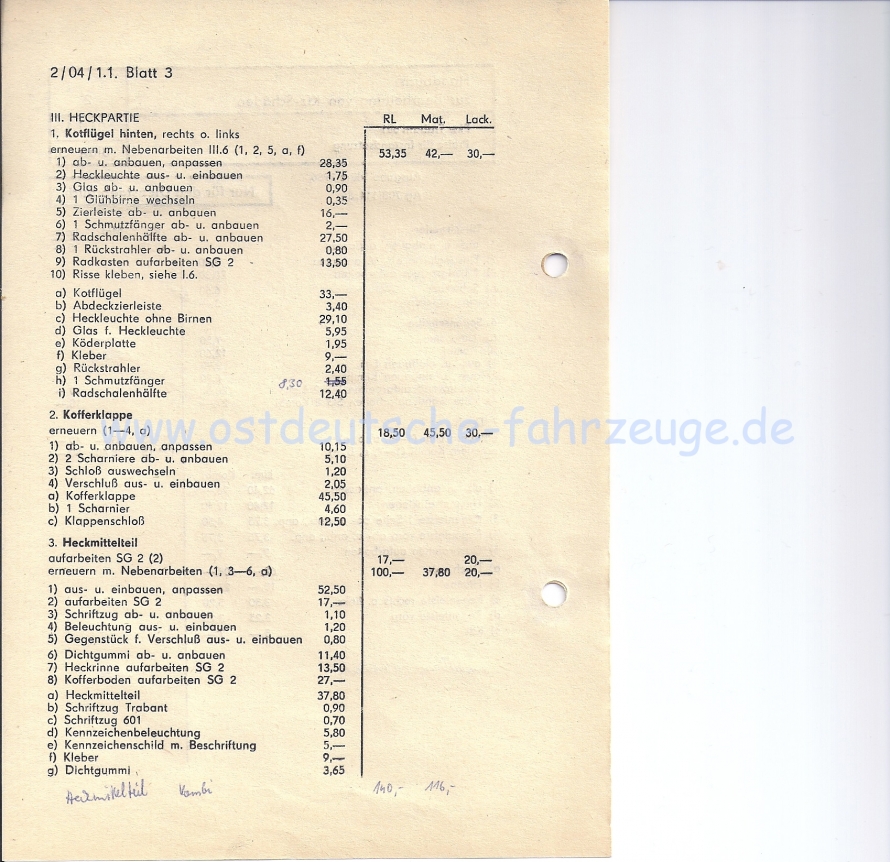 2/04/1.1. Blatt 3
III. HECKPARTIE RL Mat. Lack.
1. Kotflügel hinten, rechts o. links
erneuern m. Nebenarbeiten III.6 (1, 2, 5, a, f) 53,35 42,— 30,—
1) ab- u. anbauen, anpassen 28,35
2) Heckleuchte aus- u. einbauen 1,75
3) Glas ab- u. anbauen 0,90
4) 1 Glühbirne wechseln 0,35
5) Zierleiste ab- u. anbauen 16,—
6) 1 Schmutzfänger ab- u. anbauen 2,—
7) Radschalenhälfte ab- u. anbauen 27,50
8) 1 Rückstrahler ab- u. anbauen 0,80
9) Radkasten aufarbeiten SG 2 13,50
10) Risse kleben, siehe I.6.
a) Kotflügel 33,—
b) Abdeckzierleiste 3,40
c) Heckleuchte ohne Birnen 29,10
d) Glas f. Heckleuchte 5,95
e) Köderplatte 1,95
f) Kleber 9,—
g) Rückstrahler 2,40
h) 1 Schmutzfänger 8,30 1,55
i) Radschalenhälfte 12,40
2. Kofferklappe
erneuern (1—4, a) 18,50 45,50 30,—
www.ostdeutsche-fahrzeuge.de
1) ab- u. anbauen, anpassen 10,15
2) 2 Scharniere ab- u. anbauen 5,10
3) Schloß auswechseln 1,20
4) Verschluß aus- u. einbauen 2,05
a) Kofferklappe 45,50
b) 1 Scharnier 4,60
c) Klappenschloß 12,50
3. Heckmittelteil
aufarbeiten SG 2 (2) 17,— 20,—
erneuern m. Nebenarbeiten (1, 3—6, a) 100,— 37,80 20,—
1) aus- u. einbauen, anpassen 52,50
2) aufarbeiten SG 2 17,—
3) Schriftzug ab- u. anbauen 1,10
4) Beleuchtung aus- u. einbauen 1,20
5) Gegenstück f. Verschluß aus- u. einbauen 0,80
6) Dichtgummi ab- u. anbauen 11,40
7) Heckrinne aufarbeiten SG 2 13,50
8) Kofferboden aufarbeiten SG 2 27,—
a) Heckmittelteil 37,80
b) Schriftzug Trabant 0,90
c) Schriftzug 601 0,70
d) Kennzeichenbeleuchtung 5,80
e) Kennzeichenschild m. Beschriftung 5,—
f) Kleber 9,—
g) Dichtgummi 3,65
Heckmittelteil Kombi 140,- 116,-